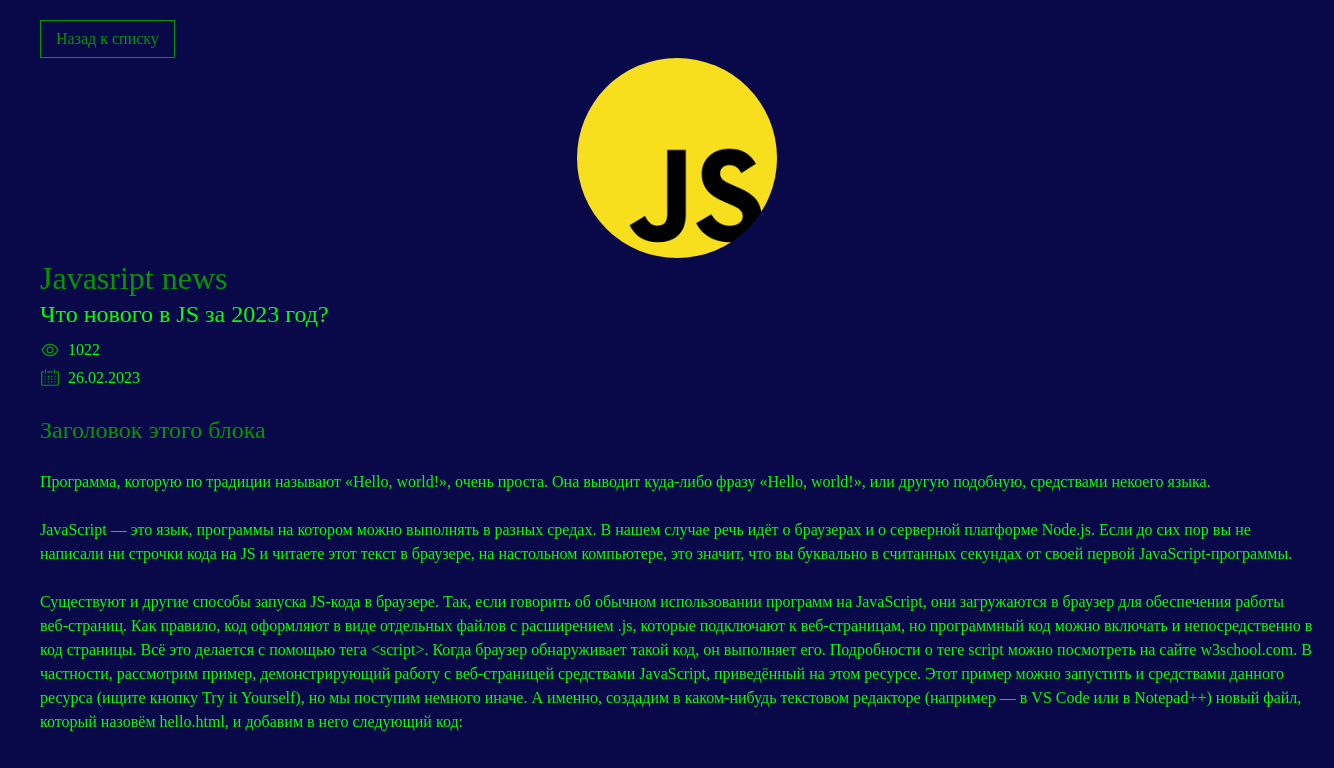 Назад к списку
JS
Javasript news
Что нового в JS за 2023 год?
1022
26.02.2023
Заголовок этого блока
Программа, которую по традиции называют «Hello, world!», очень проста. Она выводит куда-либо фразу «Hello, world!», или другую подобную, средствами некоего языка.
JavaScript — это язык, программы на котором можно выполнять в разных средах. В нашем случае речь идёт о браузерах и о серверной платформе Node.js. Если до сих пор вы не
написали ни строчки кода на JS и читаете этот текст в браузере, на настольном компьютере, это значит, что вы буквально в считанных секундах от своей первой JavaScript-программы.
Существуют и другие способы запуска JS-кода в браузере. Так, если говорить об обычном использовании программ на JavaScript, они загружаются в браузер для обеспечения работы
веб-страниц. Как правило, код оформляют в виде отдельных файлов с расширением .js, которые подключают к веб-страницам, но программный код можно включать и непосредственно в
код страницы. Всё это делается с помощью тега <script>. Когда браузер обнаруживает такой код, он выполняет его. Подробности о теге script можно посмотреть на сайте w3school.com. В
частности, рассмотрим пример, демонстрирующий работу с веб-страницей средствами JavaScript, приведённый на этом ресурсе. Этот пример можно запустить и средствами данного
ресурса (ищите кнопку Try it Yourself), но мы поступим немного иначе. А именно, создадим в каком-нибудь текстовом редакторе (например — в VS Code или в Notepad++) новый файл,
который назовём hello.html, и добавим в него следующий код: